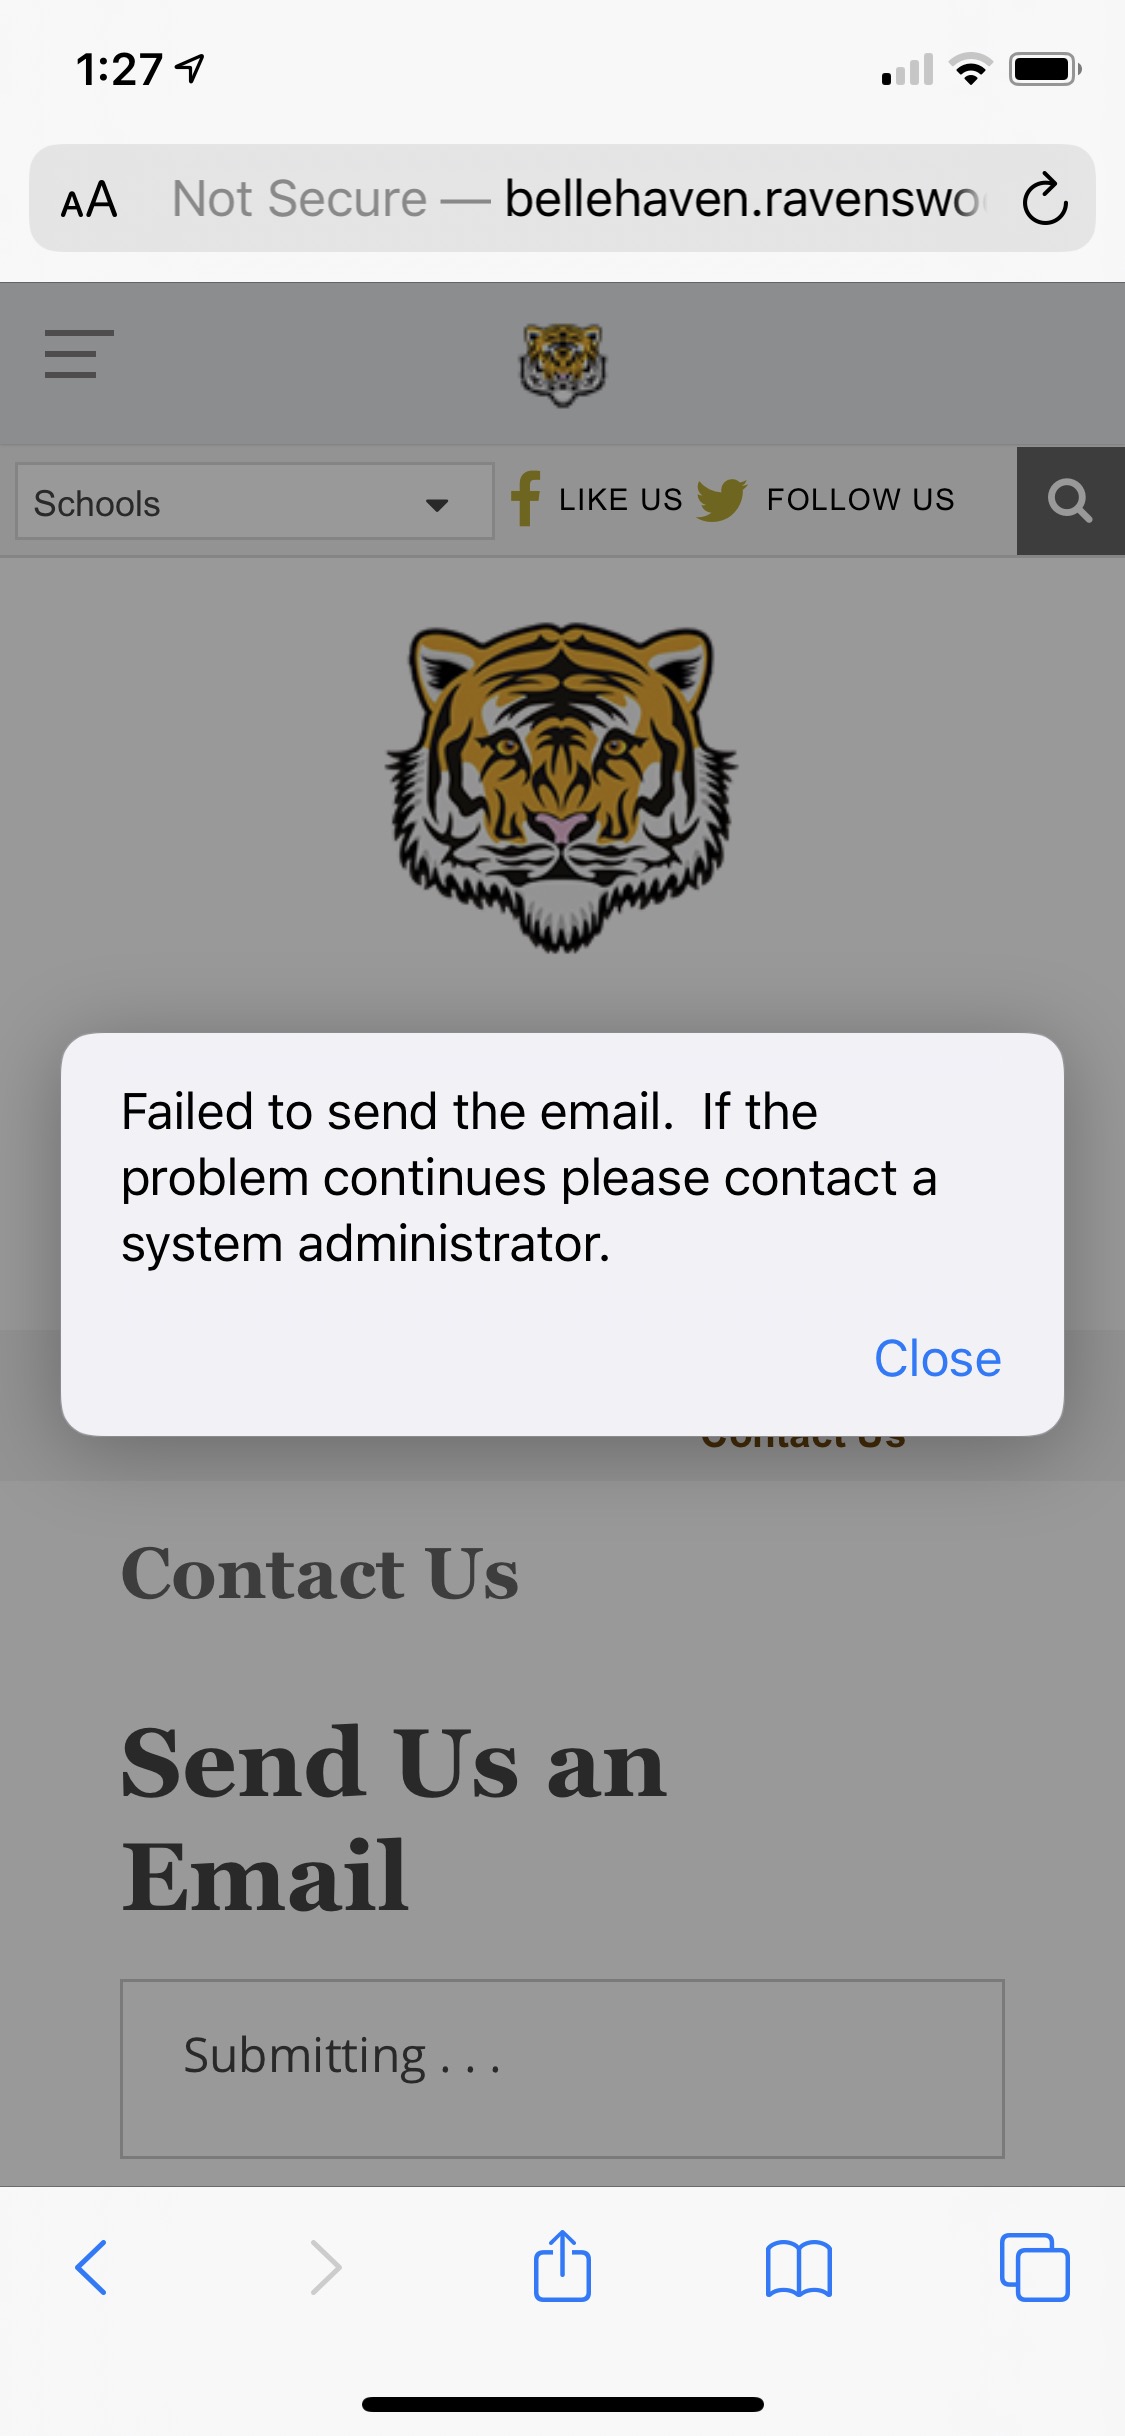 1:27
AA Not Secure — bellehaven.ravenswo
Schools LIKE US FOLLOW US
Failed to send the email.  If the
problem continues please contact a
system administrator.
Close
Contact Us
Contact Us
Send Us an
Email
Submitting . . .